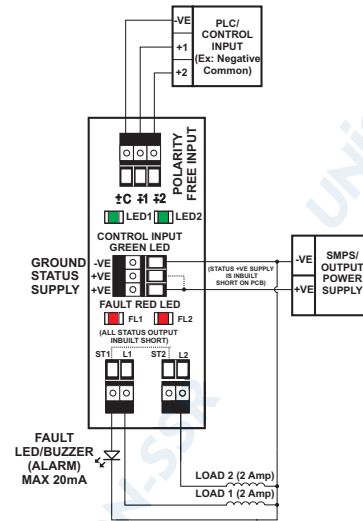 -VE
+1
+2
PLC/
CONTROL
INPUT
(Ex: Negative
Common)
POLARITY
FREE INPUT
±C ∓1 ∓2
LED1 LED2
CONTROL INPUT
GREEN LED
GROUND -VE
STATUS +VE
SUPPLY +VE
(STATUS +VE SUPPLY
IS INBUILT
SHORT ON PCB)
-VE
+VE
SMPS/
OUTPUT
POWER
SUPPLY
FAULT RED LED
FL1 FL2
(ALL STATUS OUTPUT
INBUILT SHORT)
ST1 L1 ST2 L2
FAULT
LED/BUZZER
(ALARM)
MAX 20mA
LOAD 2 (2 Amp)
LOAD 1 (2 Amp)
N-SSR